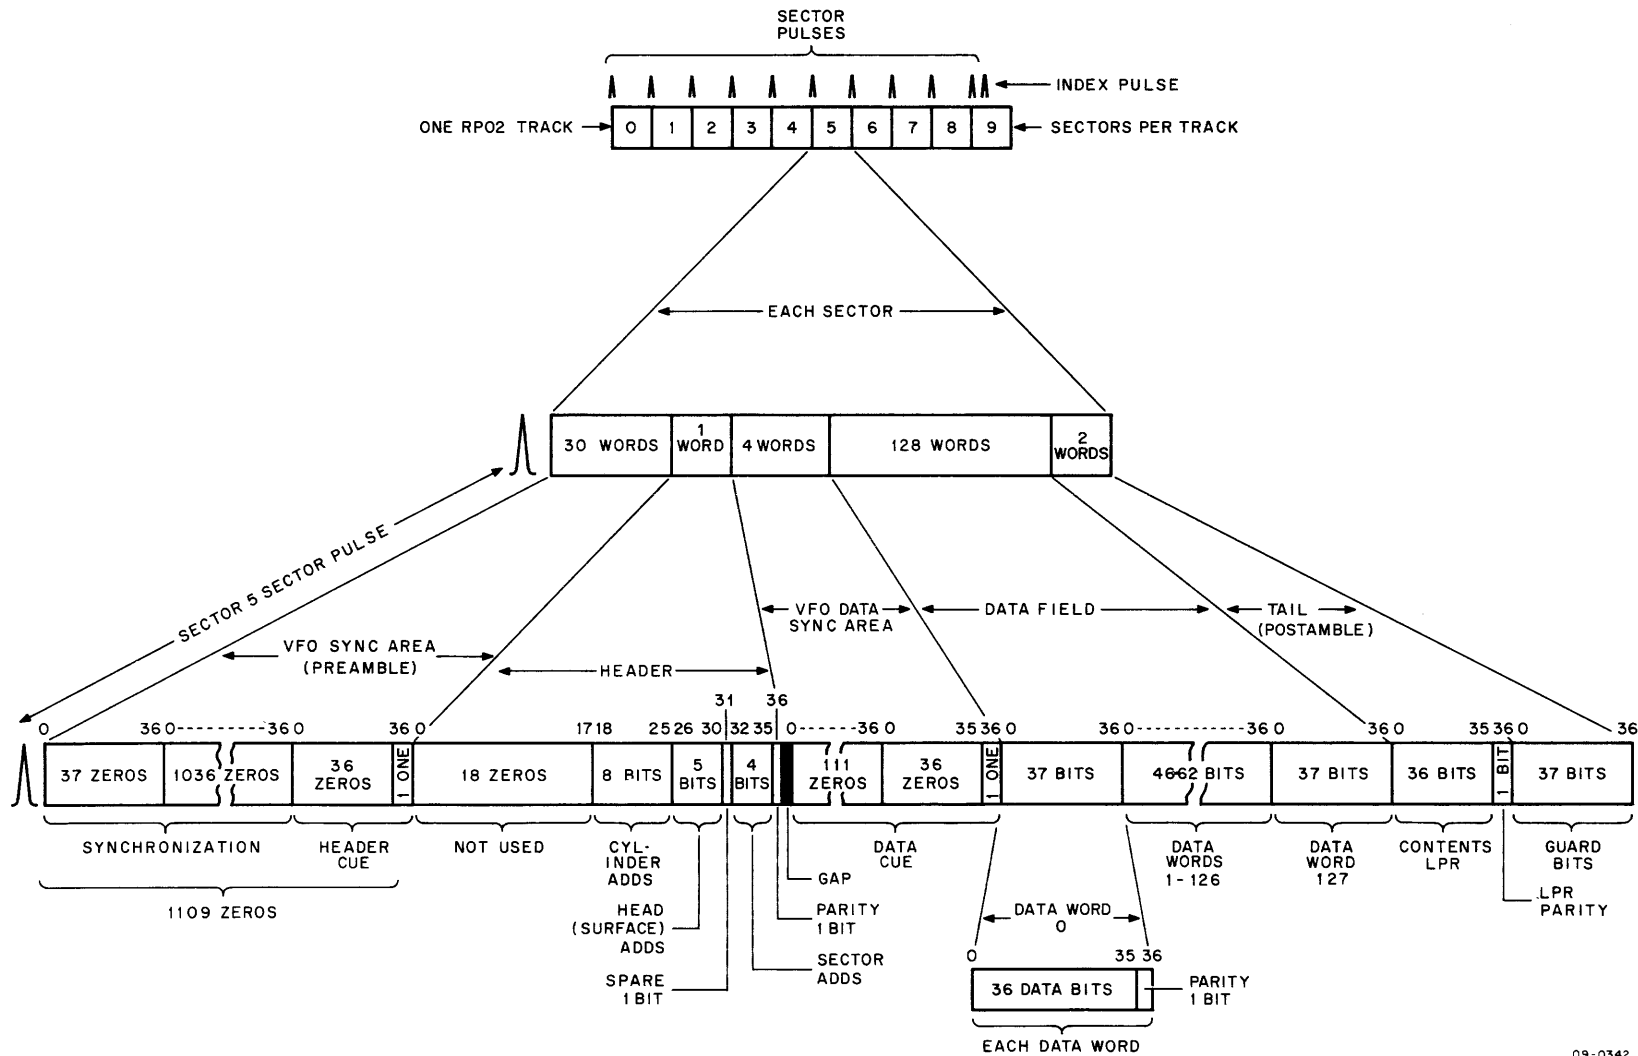 SECTOR
PULSES
INDEX PULSE
ONE RP02 TRACK
0 1 2 3 4 5 6 7 8 9
SECTORS PER TRACK
EACH SECTOR
30 WORDS
1
WORD
4 WORDS
128 WORDS
2
WORDS
SECTOR 5 SECTOR PULSE
VFO SYNC AREA
(PREAMBLE)
HEADER
VFO DATA
SYNC AREA
DATA FIELD
TAIL
(POSTAMBLE)
31 36
0 36 0----------36 0 36 0 17 18 25 26 30 32 35 0-------36 0 35 36 0 36 0-----------36 0 36 0 35 36 0 36
37 ZEROS
1036 ZEROS
36
ZEROS
1 ONE
18 ZEROS
8 BITS
5
BITS
4
BITS
111
ZEROS
36
ZEROS
1 ONE
37 BITS
4662 BITS
37 BITS
36 BITS
1 BIT
37 BITS
SYNCHRONIZATION
HEADER
CUE
NOT USED
CYL-
INDER
ADDS
DATA
CUE
DATA
WORDS
1-126
DATA
WORD
127
CONTENTS
LPR
GUARD
BITS
1109 ZEROS
GAP
LPR
PARITY
HEAD
(SURFACE)
ADDS
PARITY
1 BIT
SPARE
1 BIT
SECTOR
ADDS
DATA WORD
0
0 35 36
36 DATA BITS
PARITY
1 BIT
EACH DATA WORD
09-0342